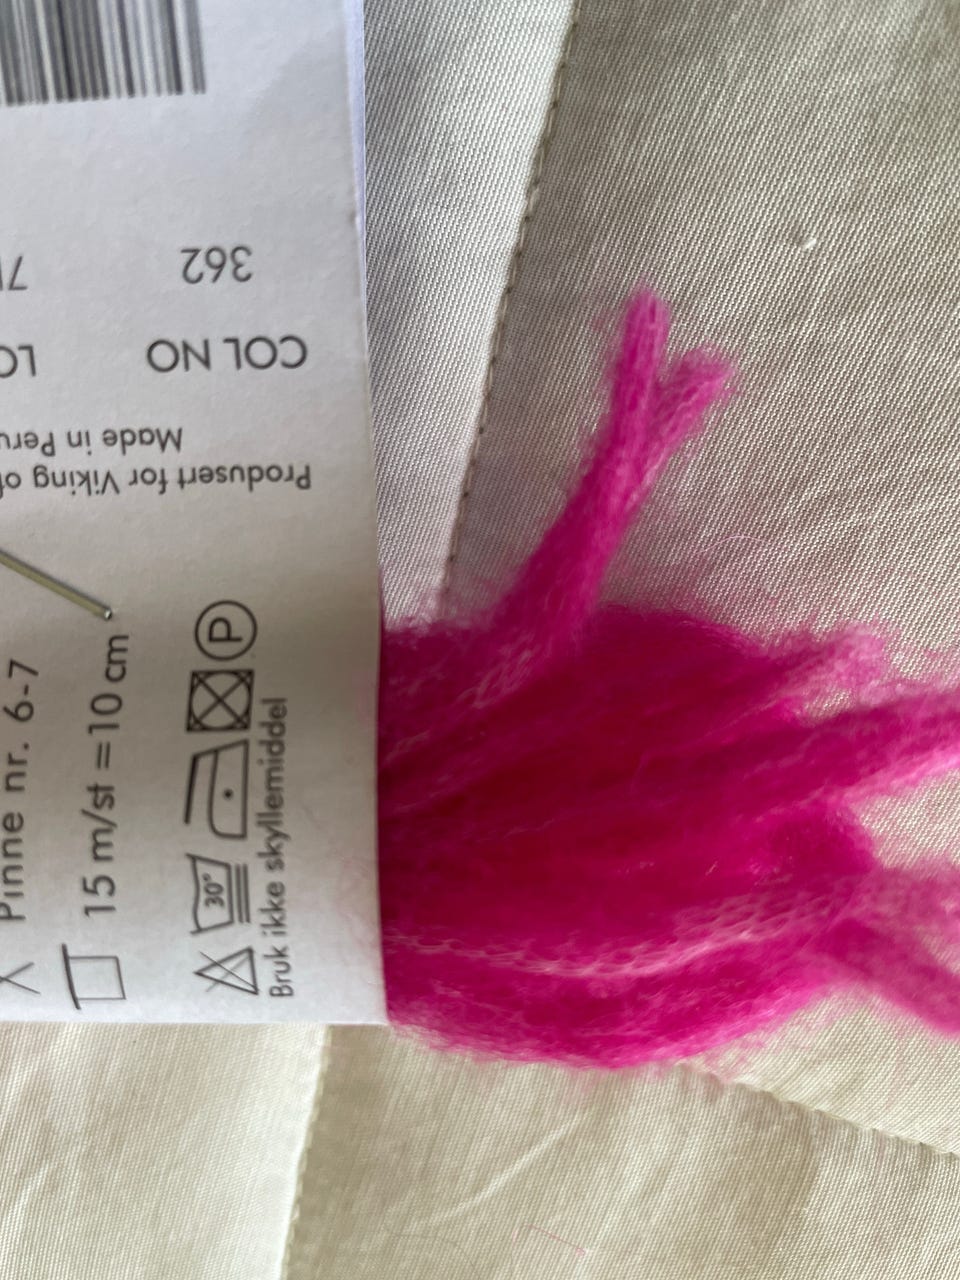 COL NO
362
Produsert for Viking of
Made in Peru
Pinne nr. 6-7
15 m/st = 10 cm
30°
P
Bruk ikke skyllemiddel